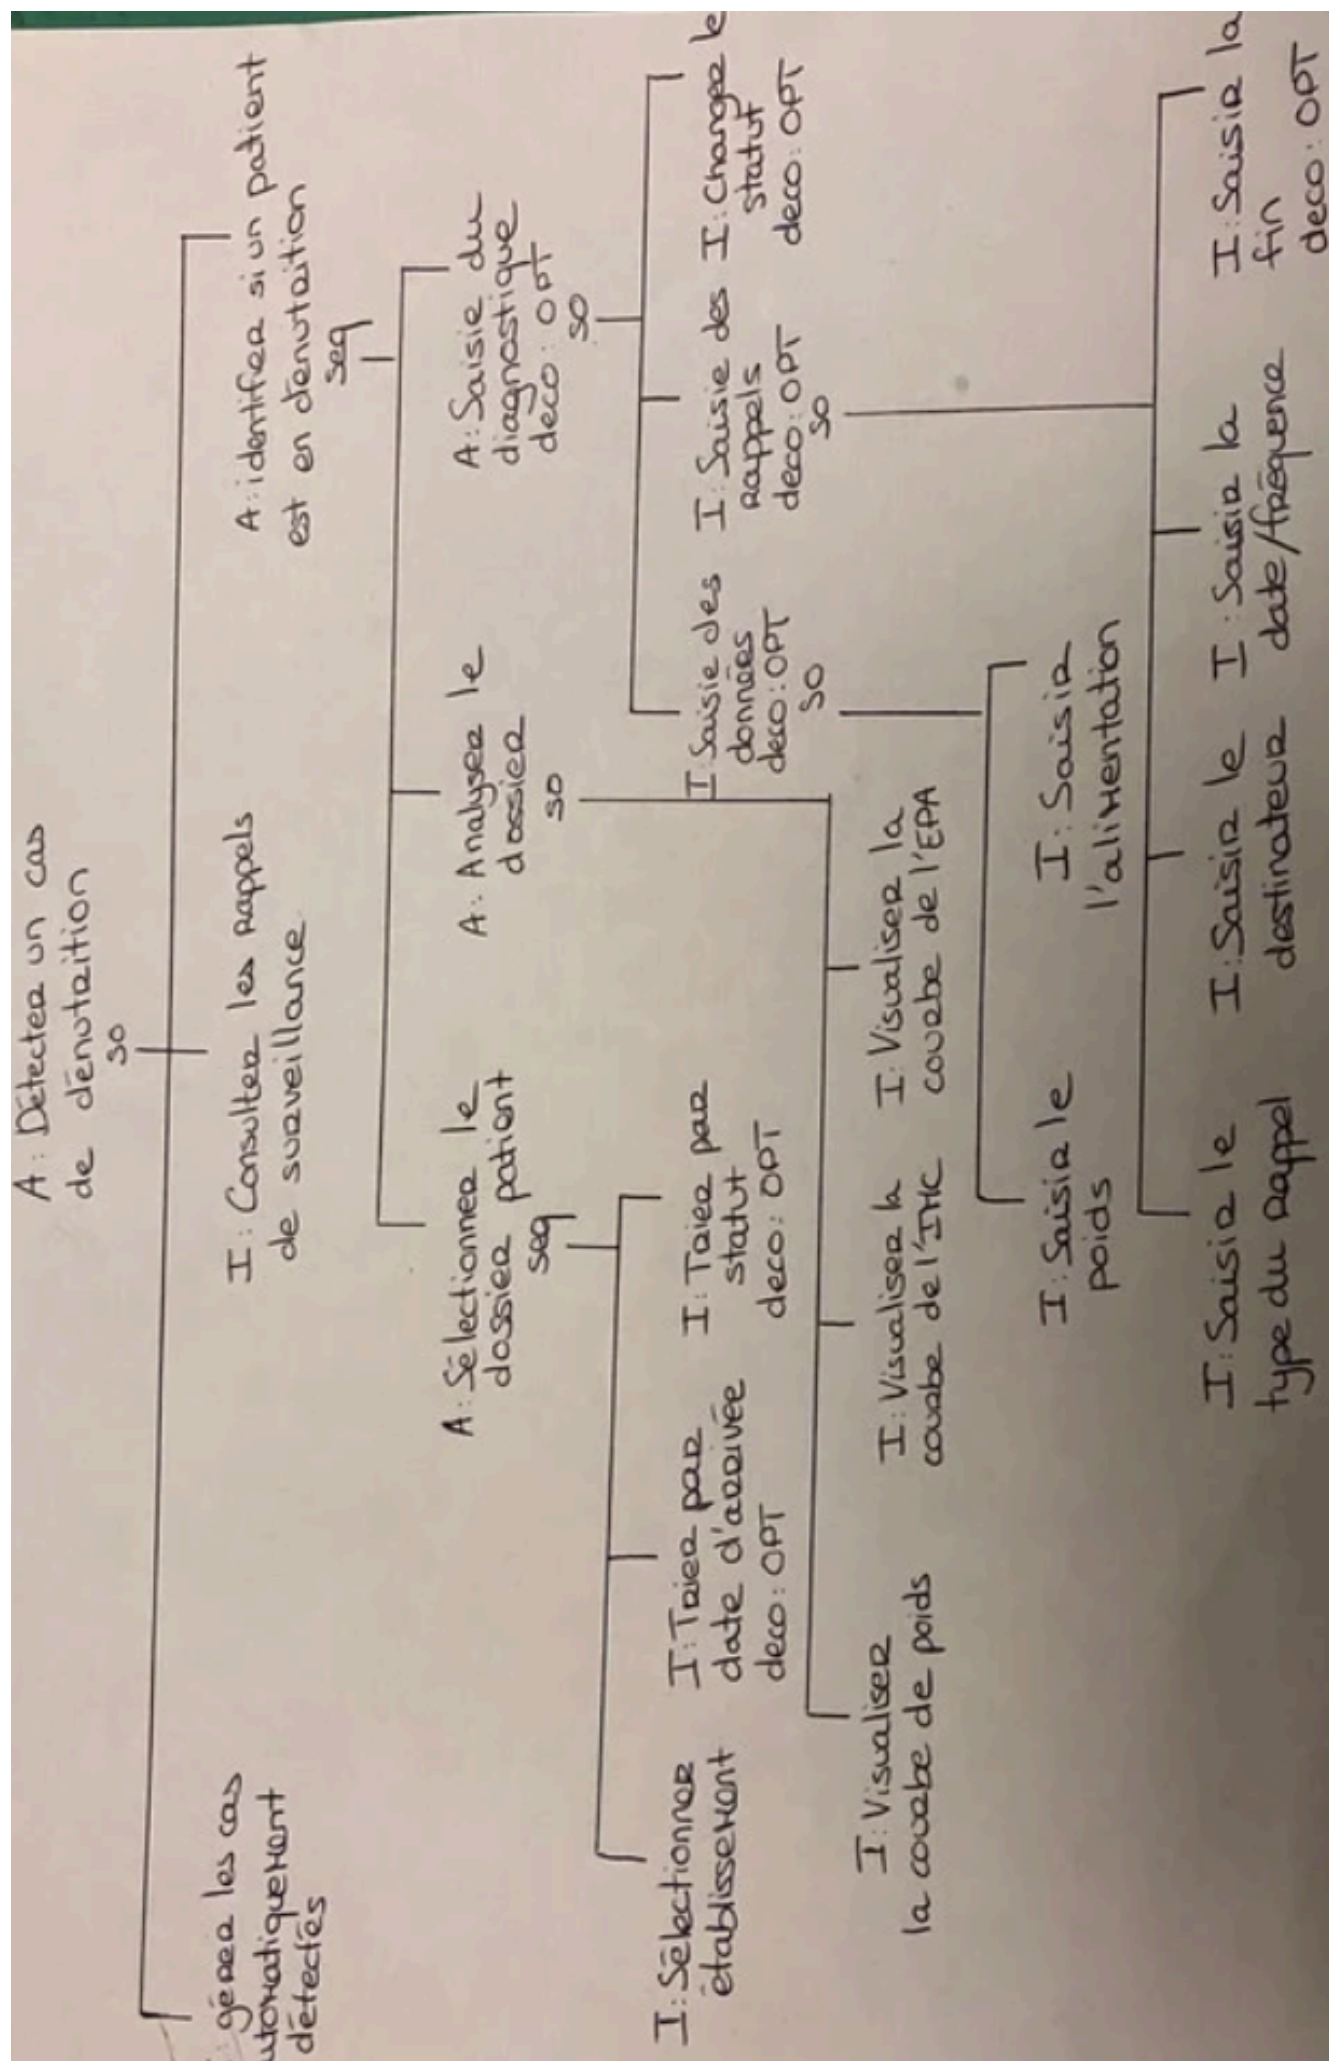 A: Détecter un cas
de dénutrition
so
gérer les cas
détectés
I: Consulter les rappels
de surveillance
A: identifier si un patient
est en dénutrition
seq
A: Sélectionner le
dossier patient
seq
A: Analyser le
dossier
so
A: Saisie du
diagnostique
deco: OPT
so
I: Sélectionner
établissement
I: Trier par
date d'arrivée
deco: OPT
I: Trier par
statut
deco: OPT
I: Saisie des
données
deco: OPT
so
I: Saisie des
rappels
deco: OPT
so
I: Changer le
statut
deco: OPT
I: Visualiser
la courbe de poids
I: Visualiser la
courbe de l'IMC
I: Visualiser la
courbe de l'EPA
I: Saisir le
poids
I: Saisir
l'alimentation
I: Saisir le
type du rappel
I: Saisir le
destinateur
I: Saisir la
date/fréquence
I: Saisir la
fin
deco: OPT